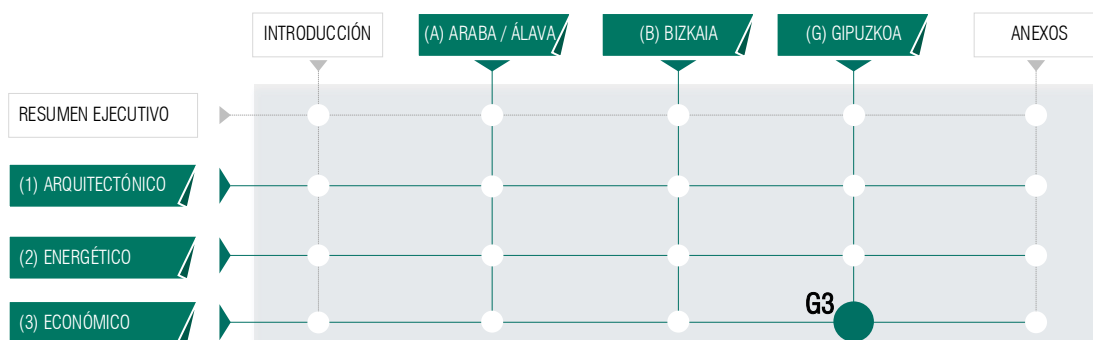 INTRODUCCIÓN
(A) ARABA / ÁLAVA
(B) BIZKAIA
(G) GIPUZKOA
ANEXOS
RESUMEN EJECUTIVO
(1) ARQUITECTÓNICO
(2) ENERGÉTICO
(3) ECONÓMICO
G3